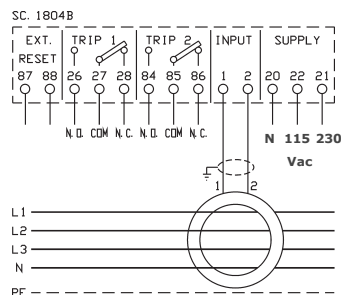 SC. 1804B
EXT. TRIP 1 TRIP 2 INPUT SUPPLY
RESET
87 88 26 27 28 84 85 86 1 2 20 22 21
N.O. COM N.C. N.O. COM N.C.
N 115 230
Vac
1 2
L1
L2
L3
N
PE